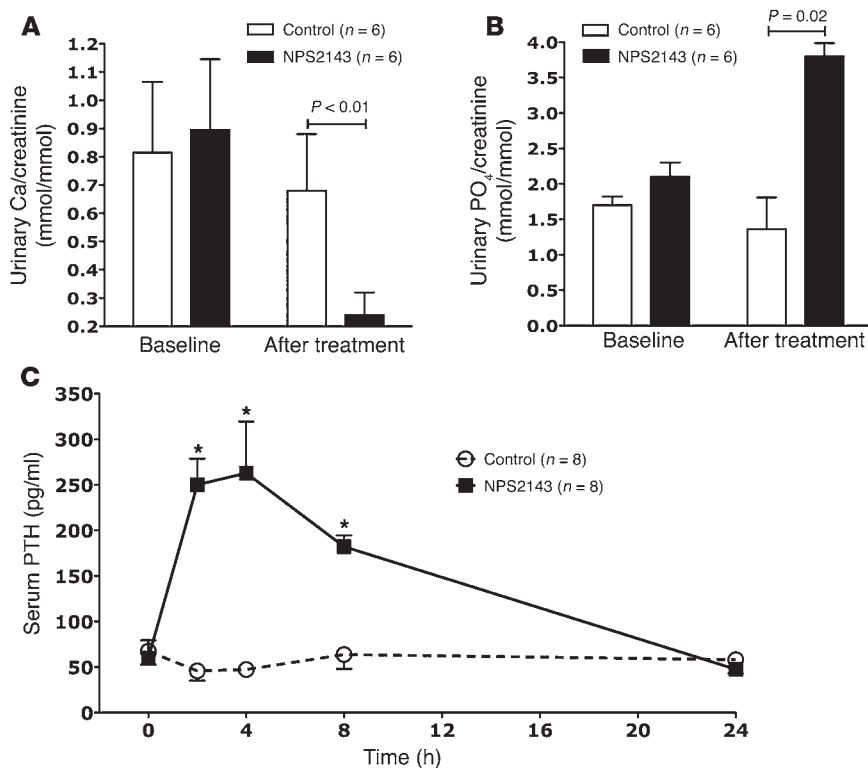 A
Control (n = 6)
NPS2143 (n = 6)
P < 0.01
Urinary Ca/creatinine
(mmol/mmol)
1.2
1.1
1.0
0.9
0.8
0.7
0.6
0.5
0.4
0.3
0.2
Baseline
After treatment
B
Control (n = 6)
NPS2143 (n = 6)
P = 0.02
Urinary PO4/creatinine
(mmol/mmol)
4.0
3.5
3.0
2.5
2.0
1.5
1.0
0.5
0.0
Baseline
After treatment
C
Control (n = 8)
NPS2143 (n = 8)
Serum PTH (pg/ml)
350
300
250
200
150
100
50
0
* * *
0 4 8 12 16 20 24
Time (h)